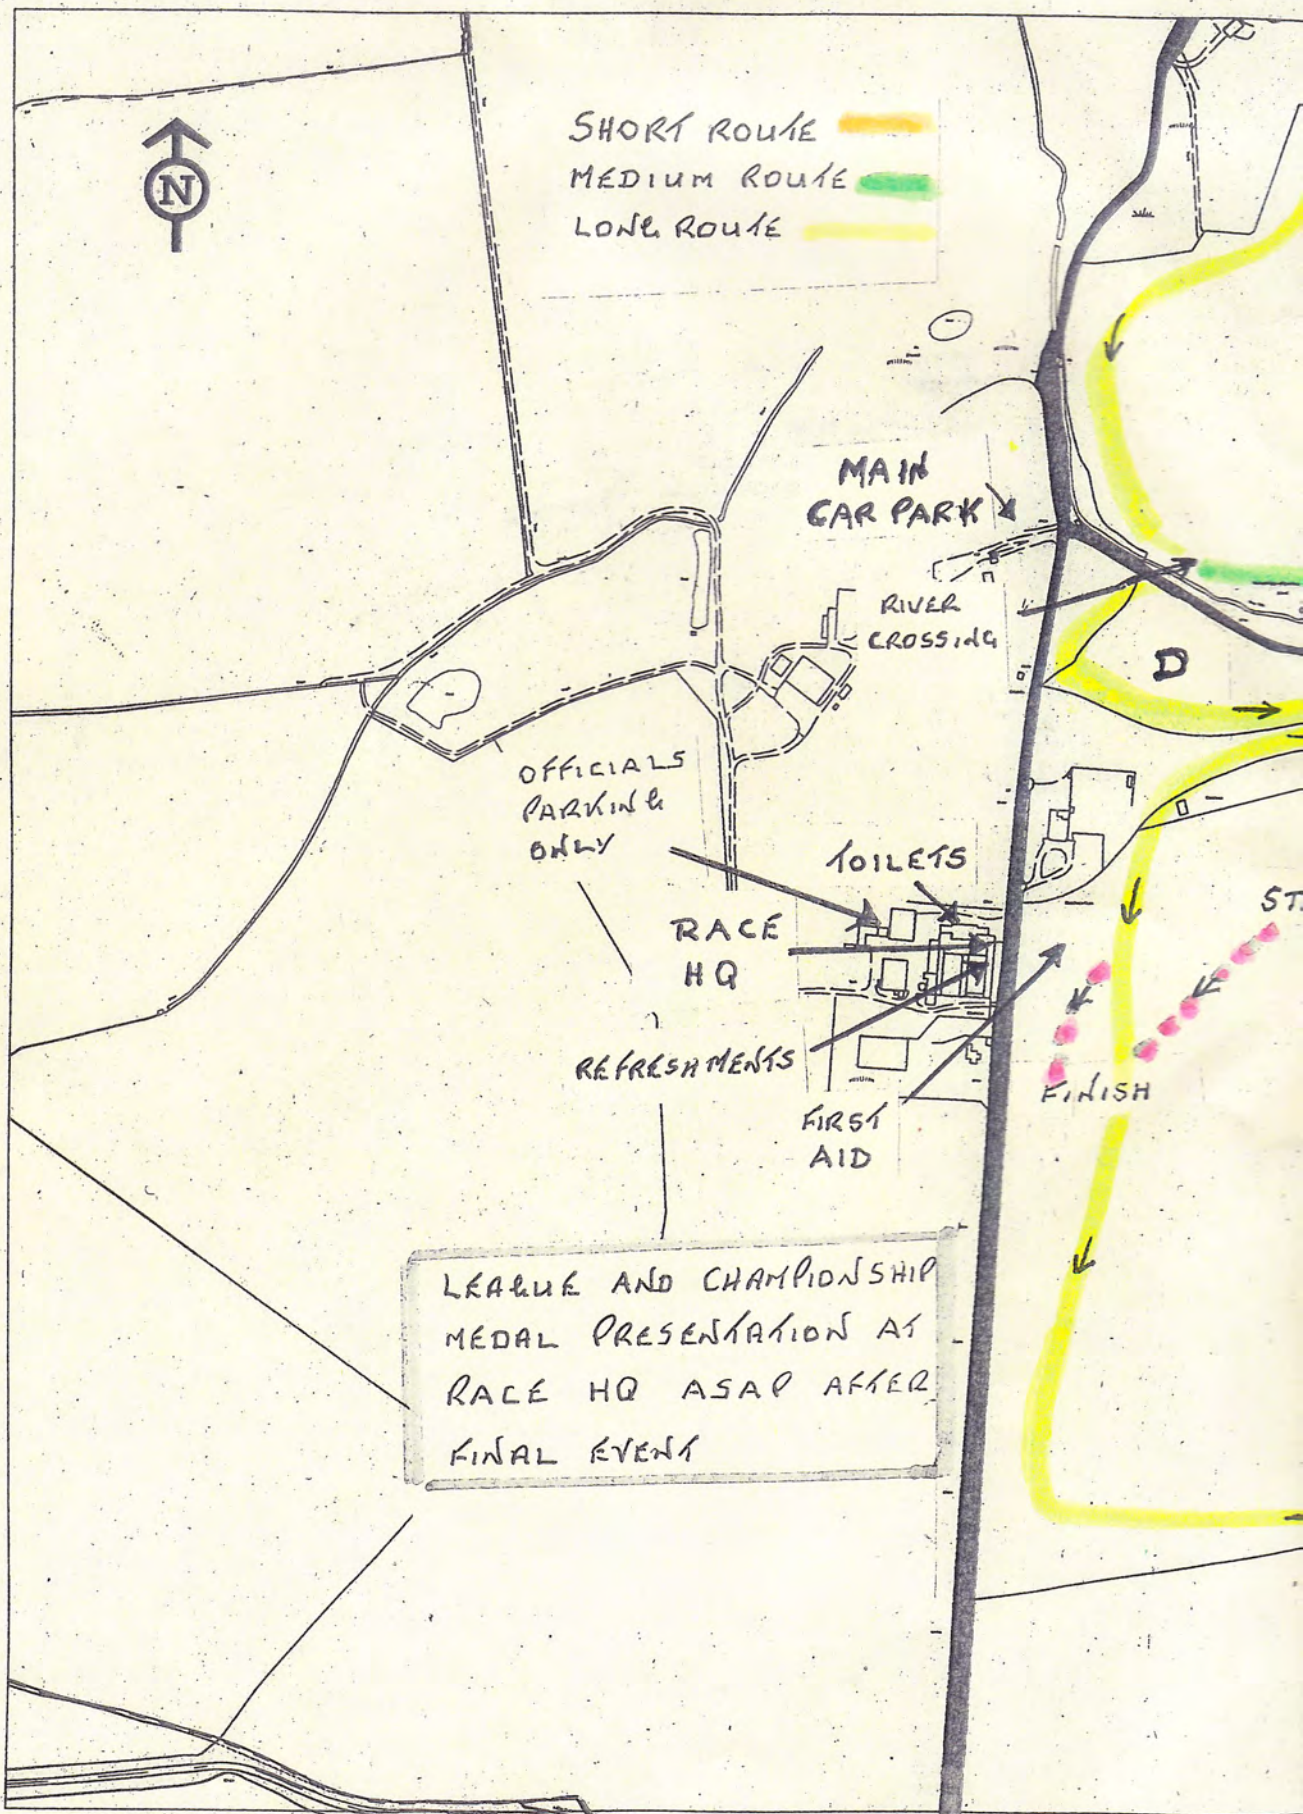 N
SHORT ROUTE
MEDIUM ROUTE
LONG ROUTE
MAIN
CAR PARK
RIVER
CROSSING
D
OFFICIALS
PARKING
ONLY
TOILETS
RACE
HQ
REFRESHMENTS
FINISH
FIRST
AID
LEAGUE AND CHAMPIONSHIP
MEDAL PRESENTATION AT
RACE HQ ASAP AFTER
FINAL EVENT